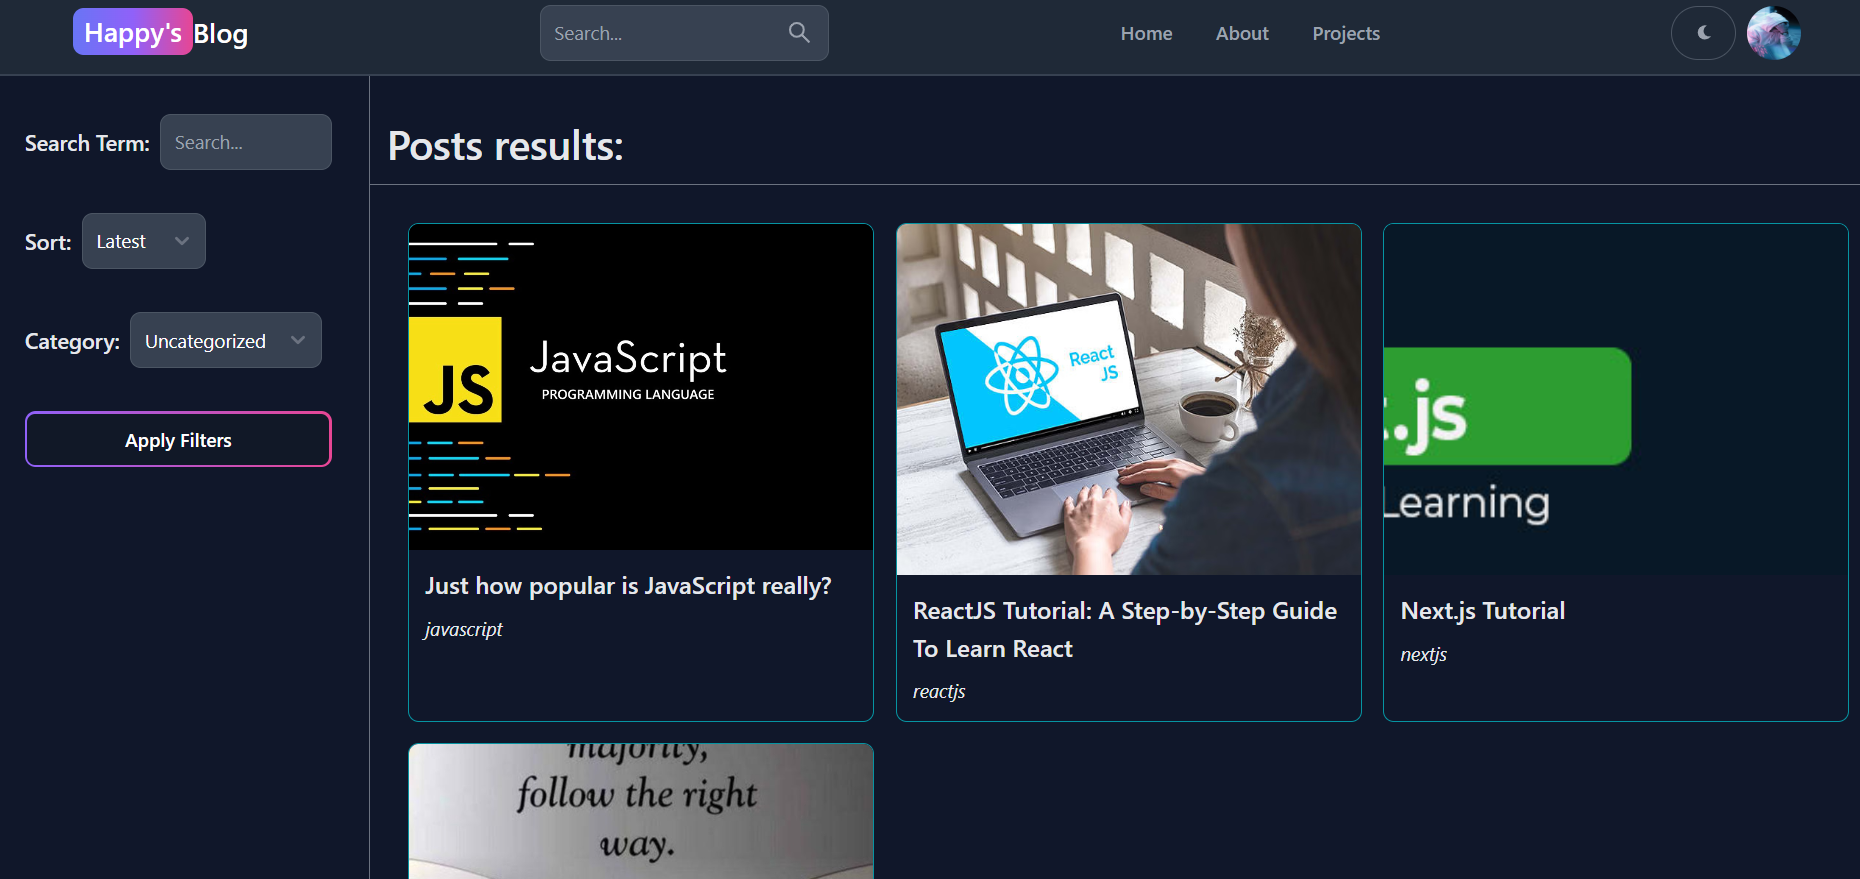 Happy's Blog
Search...
Home About Projects
Search Term: Search...
Sort: Latest
Category: Uncategorized
Apply Filters
Posts results:
JS
JavaScript
PROGRAMMING LANGUAGE
Just how popular is JavaScript really?
javascript
React
JS
ReactJS Tutorial: A Step-by-Step Guide
To Learn React
reactjs
.js
Learning
Next.js Tutorial
nextjs
majority,
follow the right
way.